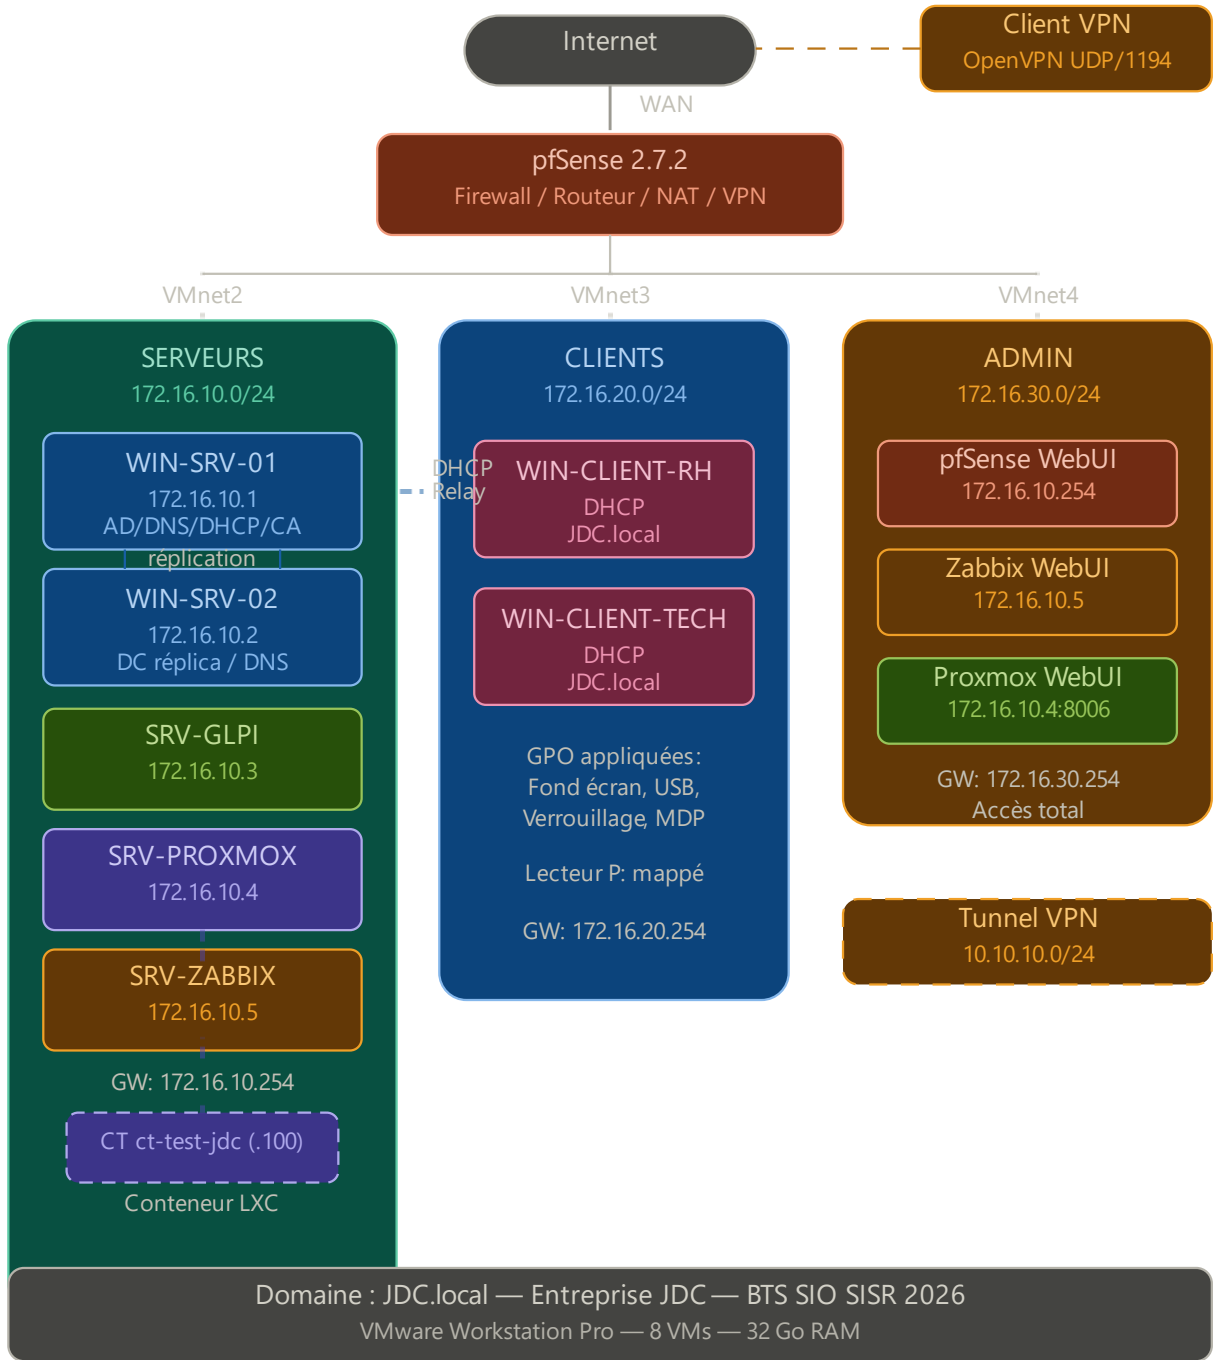 Internet
Client VPN
OpenVPN UDP/1194
WAN
pfSense 2.7.2
Firewall / Routeur / NAT / VPN
VMnet2
VMnet3
VMnet4
SERVEURS
172.16.10.0/24
WIN-SRV-01
172.16.10.1
AD/DNS/DHCP/CA
réplication
WIN-SRV-02
172.16.10.2
DC réplica / DNS
SRV-GLPI
172.16.10.3
SRV-PROXMOX
172.16.10.4
SRV-ZABBIX
172.16.10.5
GW: 172.16.10.254
CT ct-test-jdc (.100)
Conteneur LXC
DHCP
Relay
CLIENTS
172.16.20.0/24
WIN-CLIENT-RH
DHCP
JDC.local
WIN-CLIENT-TECH
DHCP
JDC.local
GPO appliquées:
Fond écran, USB,
Verrouillage, MDP
Lecteur P: mappé
GW: 172.16.20.254
ADMIN
172.16.30.0/24
pfSense WebUI
172.16.10.254
Zabbix WebUI
172.16.10.5
Proxmox WebUI
172.16.10.4:8006
GW: 172.16.30.254
Accès total
Tunnel VPN
10.10.10.0/24
Domaine : JDC.local — Entreprise JDC — BTS SIO SISR 2026
VMware Workstation Pro — 8 VMs — 32 Go RAM